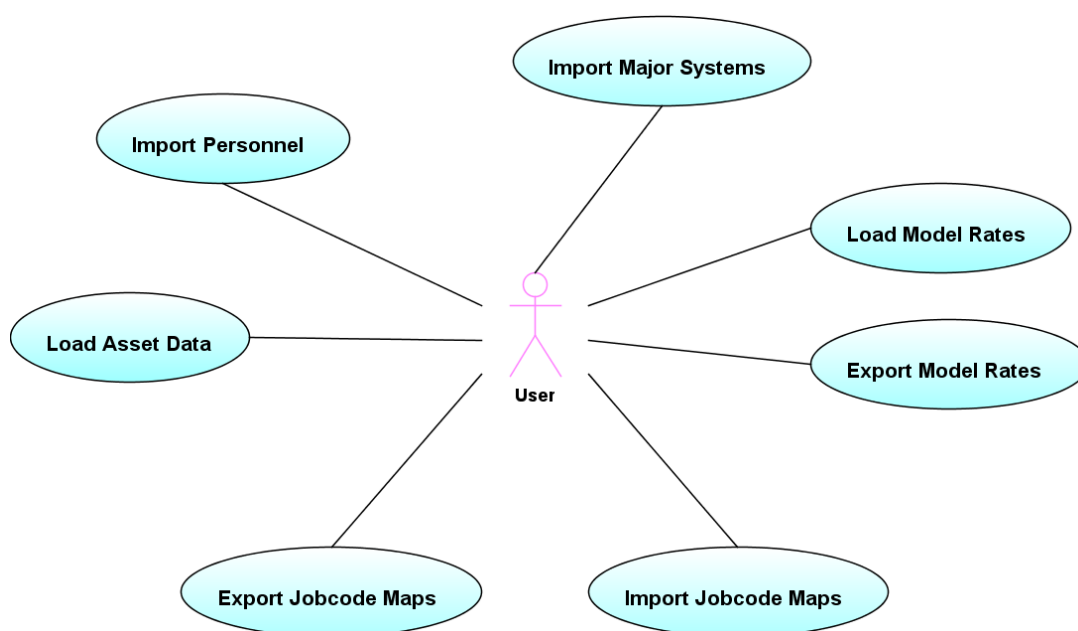 Import Major Systems
Import Personnel
Load Model Rates
Load Asset Data
Export Model Rates
User
Export Jobcode Maps
Import Jobcode Maps